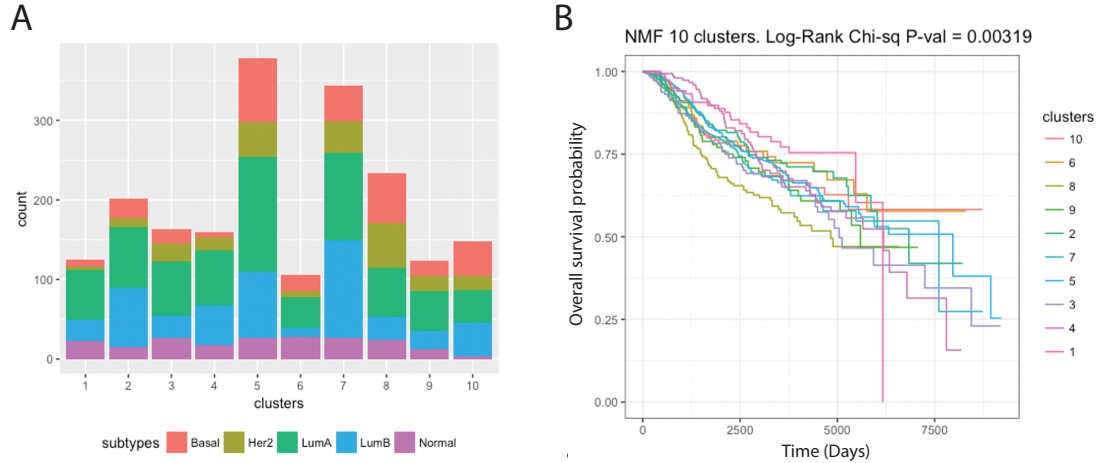 A
count
300
200
100
0
1 2 3 4 5 6 7 8 9 10
clusters
subtypes Basal Her2 LumA LumB Normal
B
NMF 10 clusters. Log-Rank Chi-sq P-val = 0.00319
Overall survival probability
1.00
0.75
0.50
0.25
0.00
0 2500 5000 7500
Time (Days)
clusters
10
6
8
9
2
7
5
3
4
1